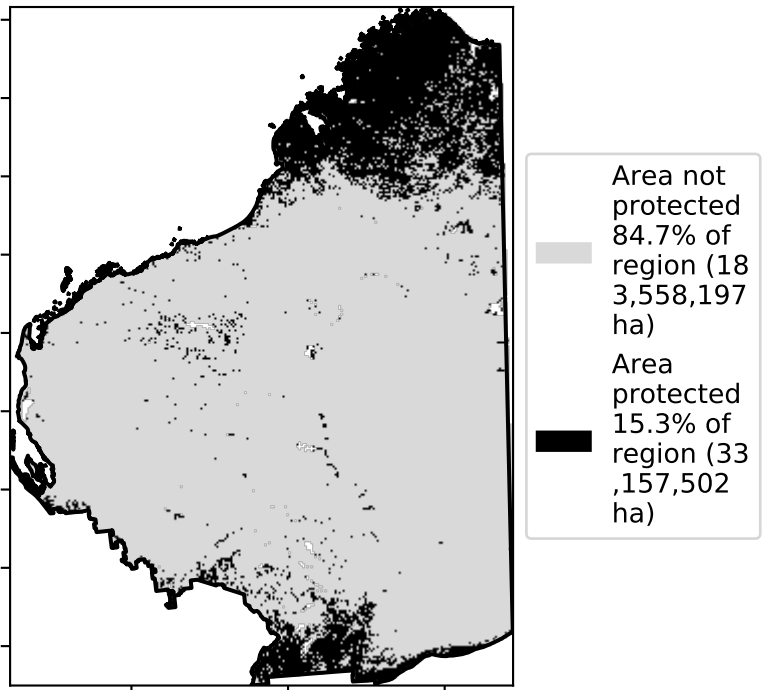 Area not
protected
84.7% of
region (18
3,558,197
ha)
Area
protected
15.3% of
region (33
,157,502
ha)